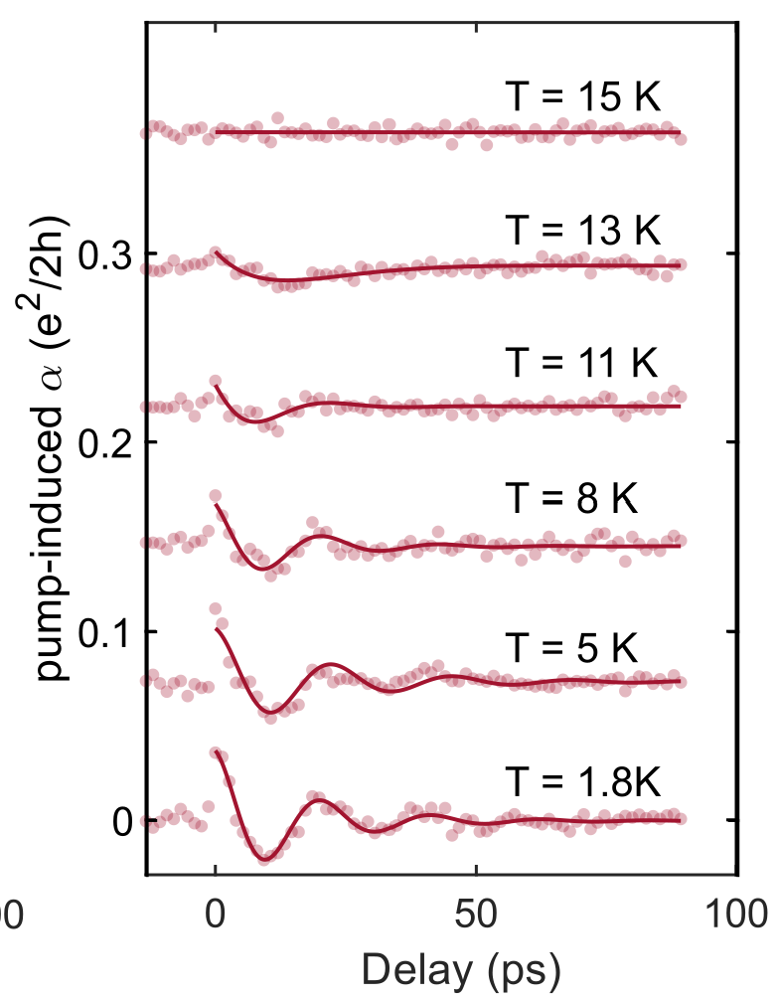 T = 15 K
0.3
T = 13 K
T = 11 K
0.2
T = 8 K
0.1
T = 5 K
T = 1.8K
0
pump-induced α (e²/2h)
00
0
50
100
Delay (ps)